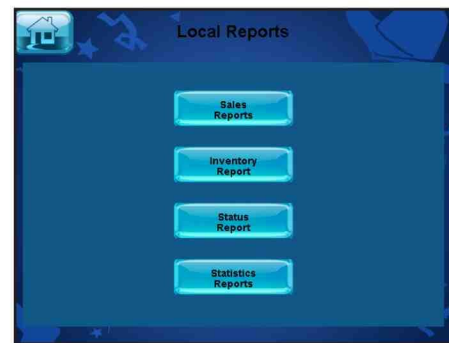 Local Reports
Sales
Reports
Inventory
Report
Status
Report
Statistics
Reports